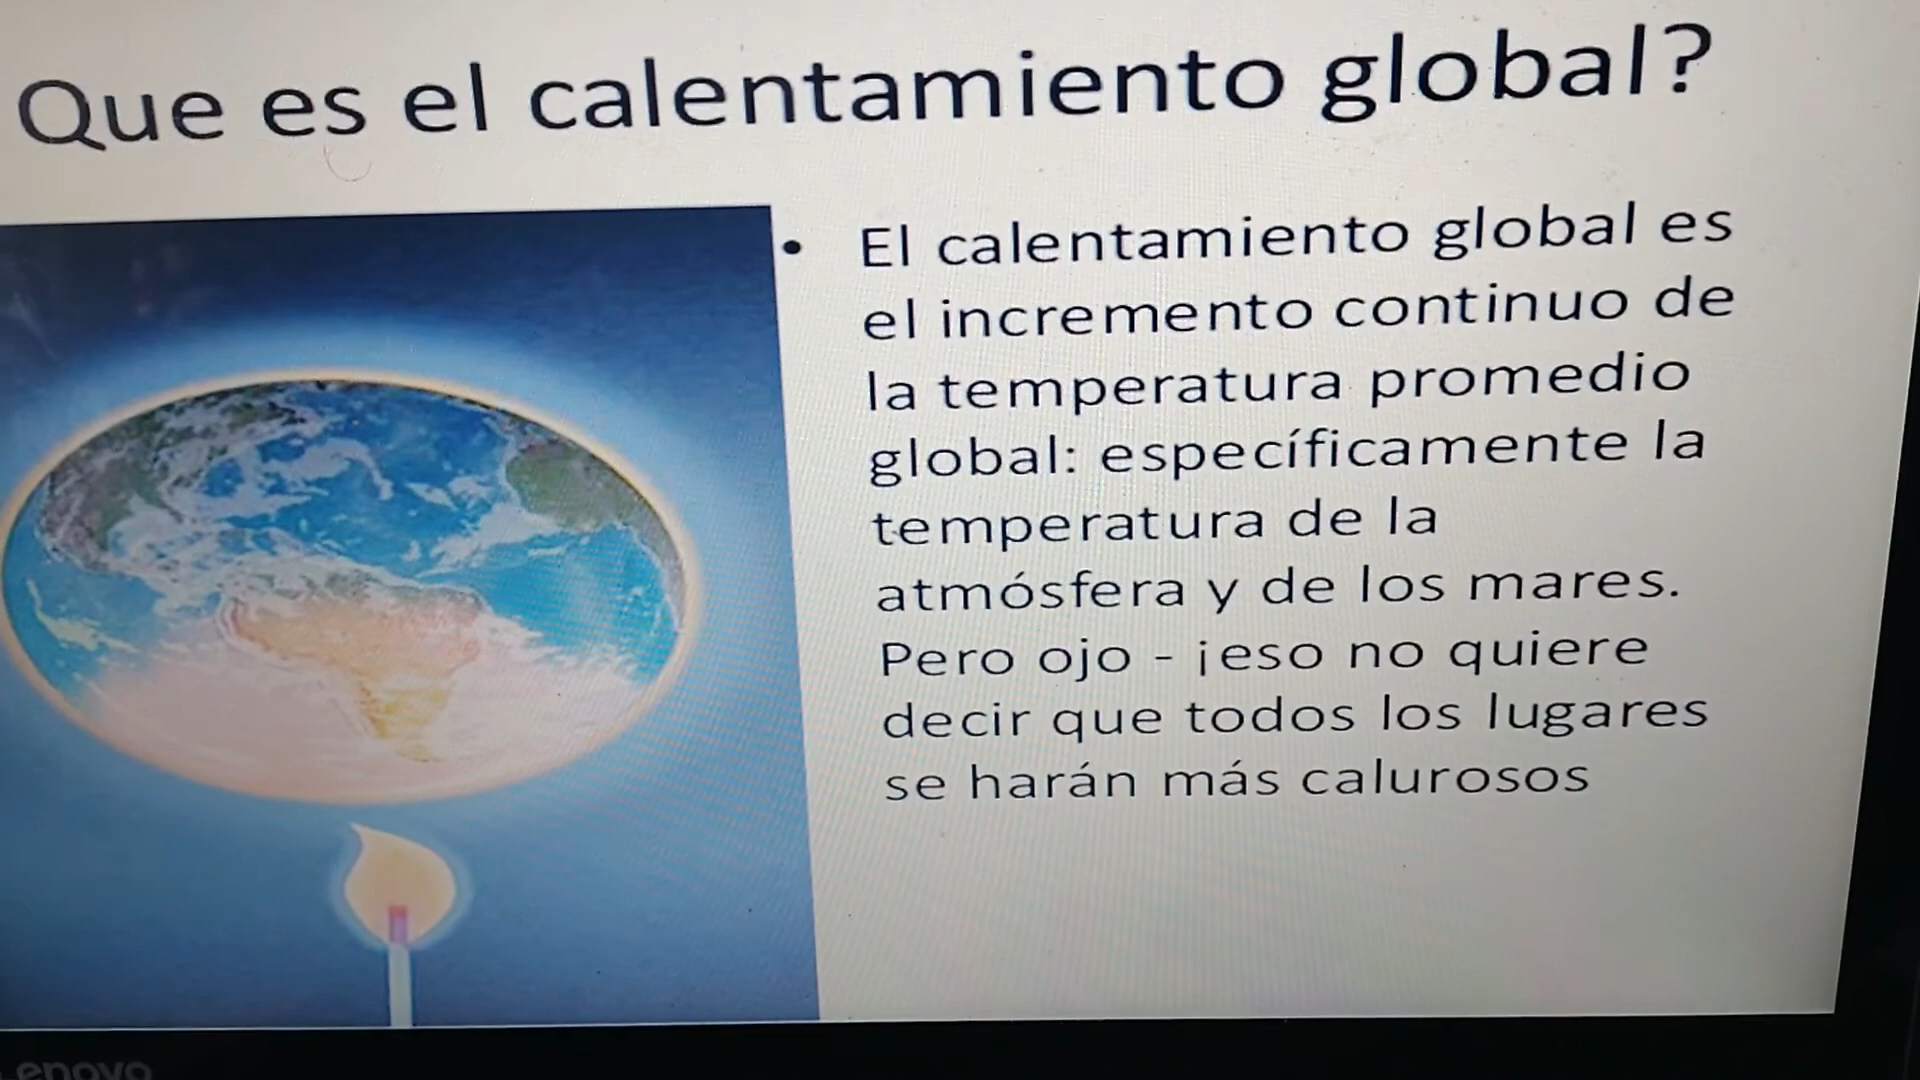 Que es el calentamiento global?
• El calentamiento global es
el incremento continuo de
la temperatura promedio
global: específicamente la
temperatura de la
atmósfera y de los mares.
Pero ojo - ¡eso no quiere
decir que todos los lugares
se harán más calurosos
enovo